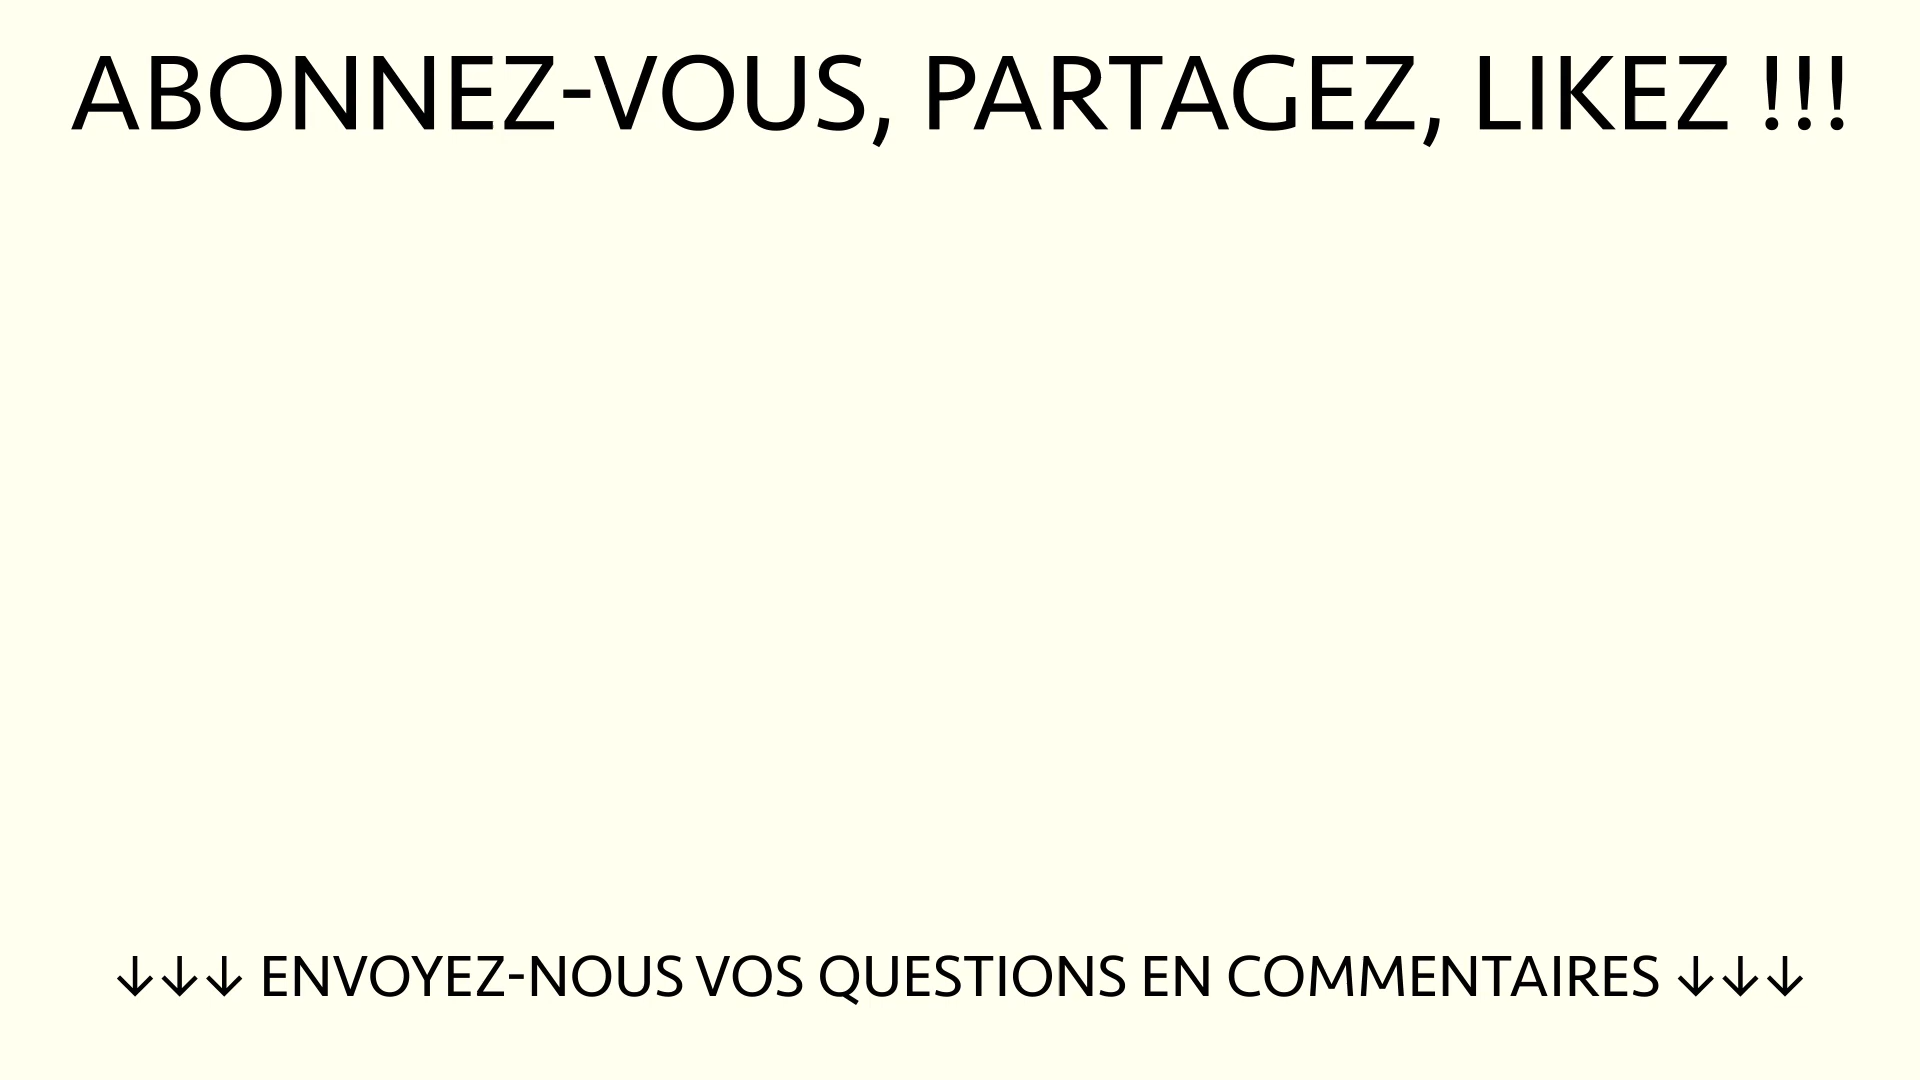 ABONNEZ-VOUS, PARTAGEZ, LIKEZ !!!
↓↓↓ ENVOYEZ-NOUS VOS QUESTIONS EN COMMENTAIRES ↓↓↓